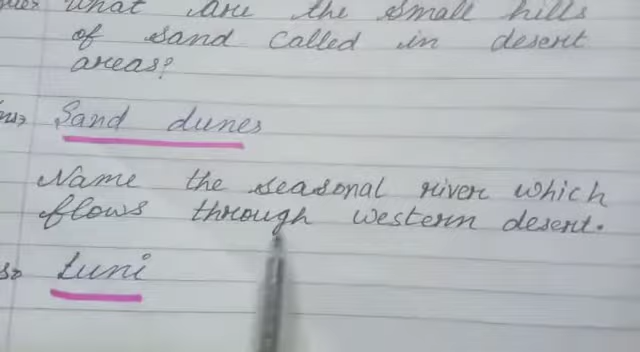 What are the small hills
of sand called in desert
areas?
Sand dunes
Name the seasonal river which
flows through western desert.
Luni